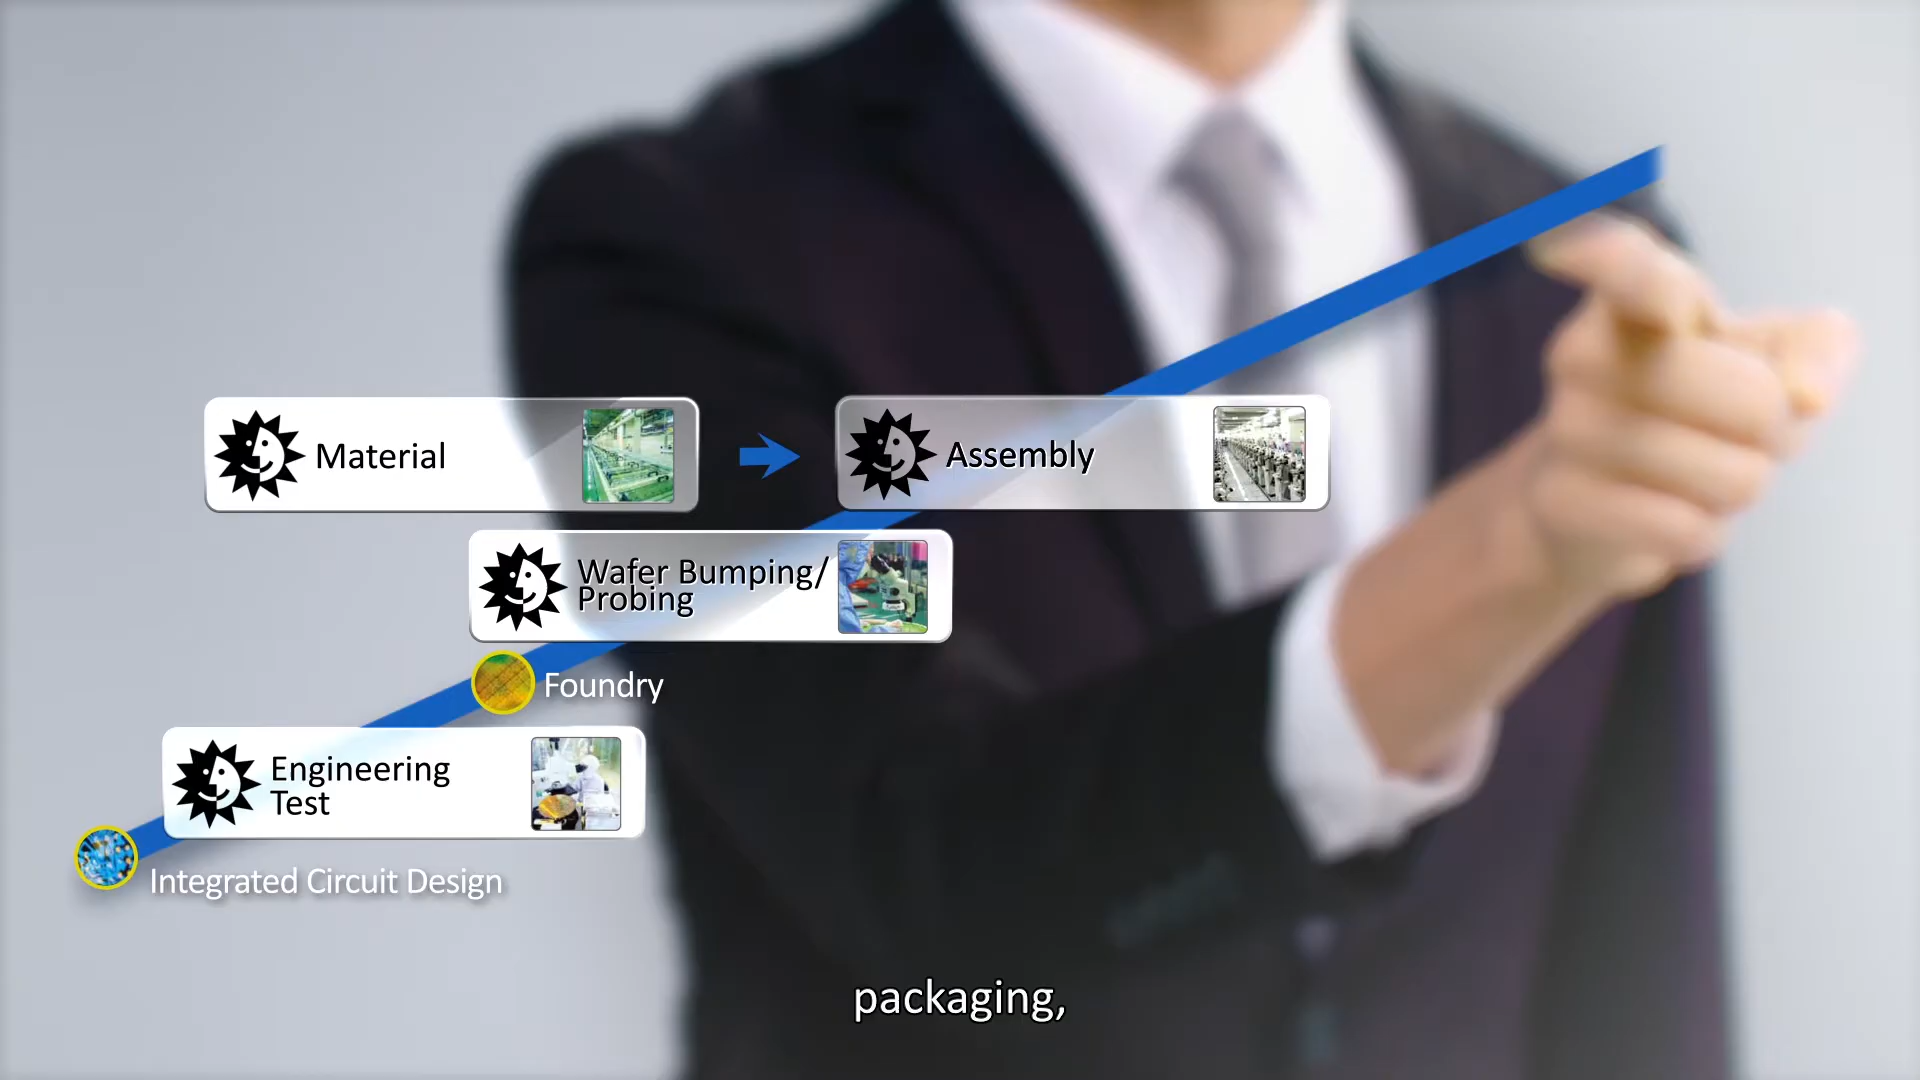 Material
Assembly
Wafer Bumping/
Probing
Foundry
Engineering
Test
Integrated Circuit Design
packaging,